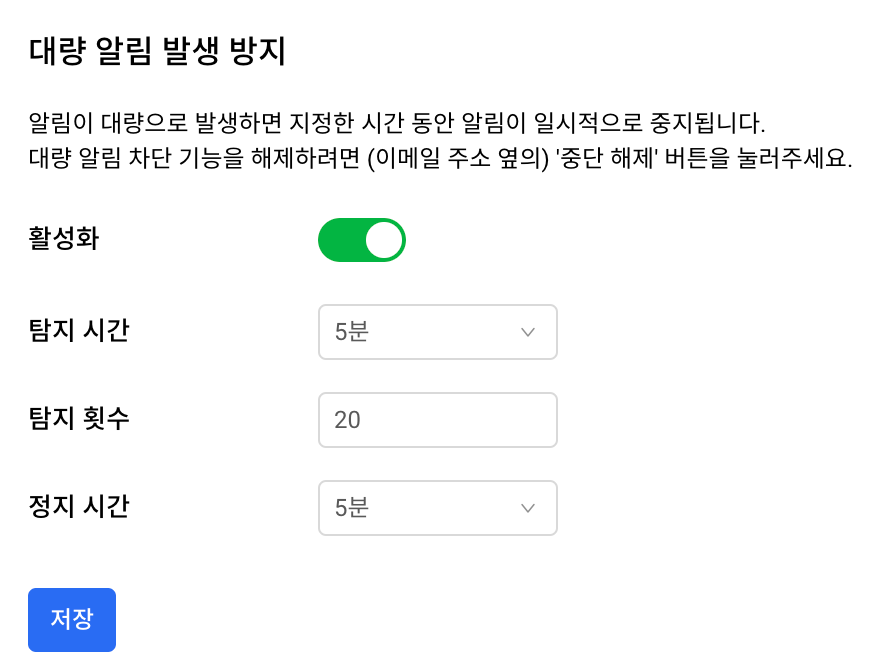 대량 알림 발생 방지
알림이 대량으로 발생하면 지정한 시간 동안 알림이 일시적으로 중지됩니다.
대량 알림 차단 기능을 해제하려면 (이메일 주소 옆의) '중단 해제' 버튼을 눌러주세요.
활성화
탐지 시간 5분
탐지 횟수 20
정지 시간 5분
저장